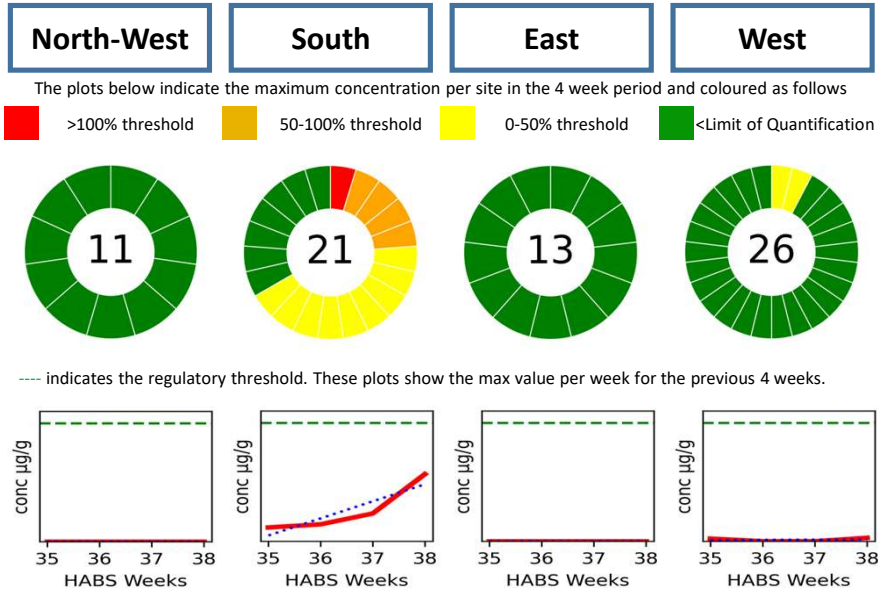 North-West
South
East
West
The plots below indicate the maximum concentration per site in the 4 week period and coloured as follows
>100% threshold
50-100% threshold
0-50% threshold
<Limit of Quantification
11
21
13
26
---- indicates the regulatory threshold. These plots show the max value per week for the previous 4 weeks.
conc µg/g
35 36 37 38
HABS Weeks
conc µg/g
35 36 37 38
HABS Weeks
conc µg/g
35 36 37 38
HABS Weeks
conc µg/g
35 36 37 38
HABS Weeks